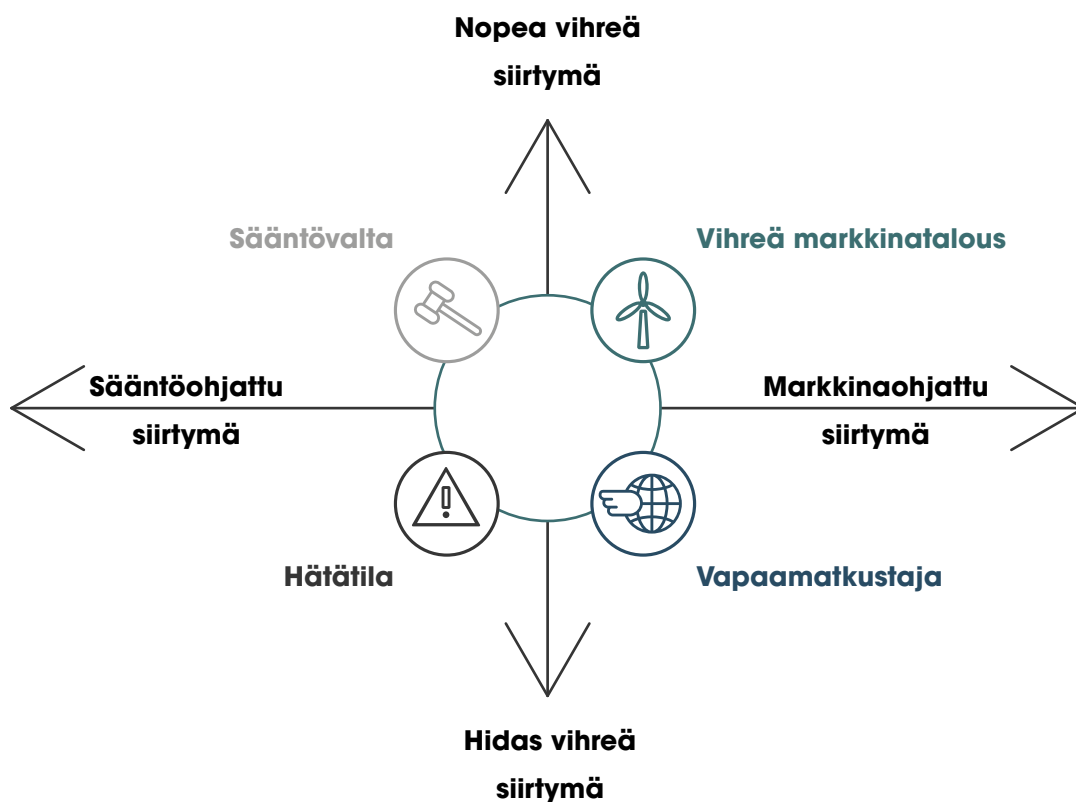 Nopea vihreä
siirtymä
Sääntövalta
Vihreä markkinatalous
Sääntöohjattu
siirtymä
Markkinaohjattu
siirtymä
Hätätila
Vapaamatkustaja
Hidas vihreä
siirtymä